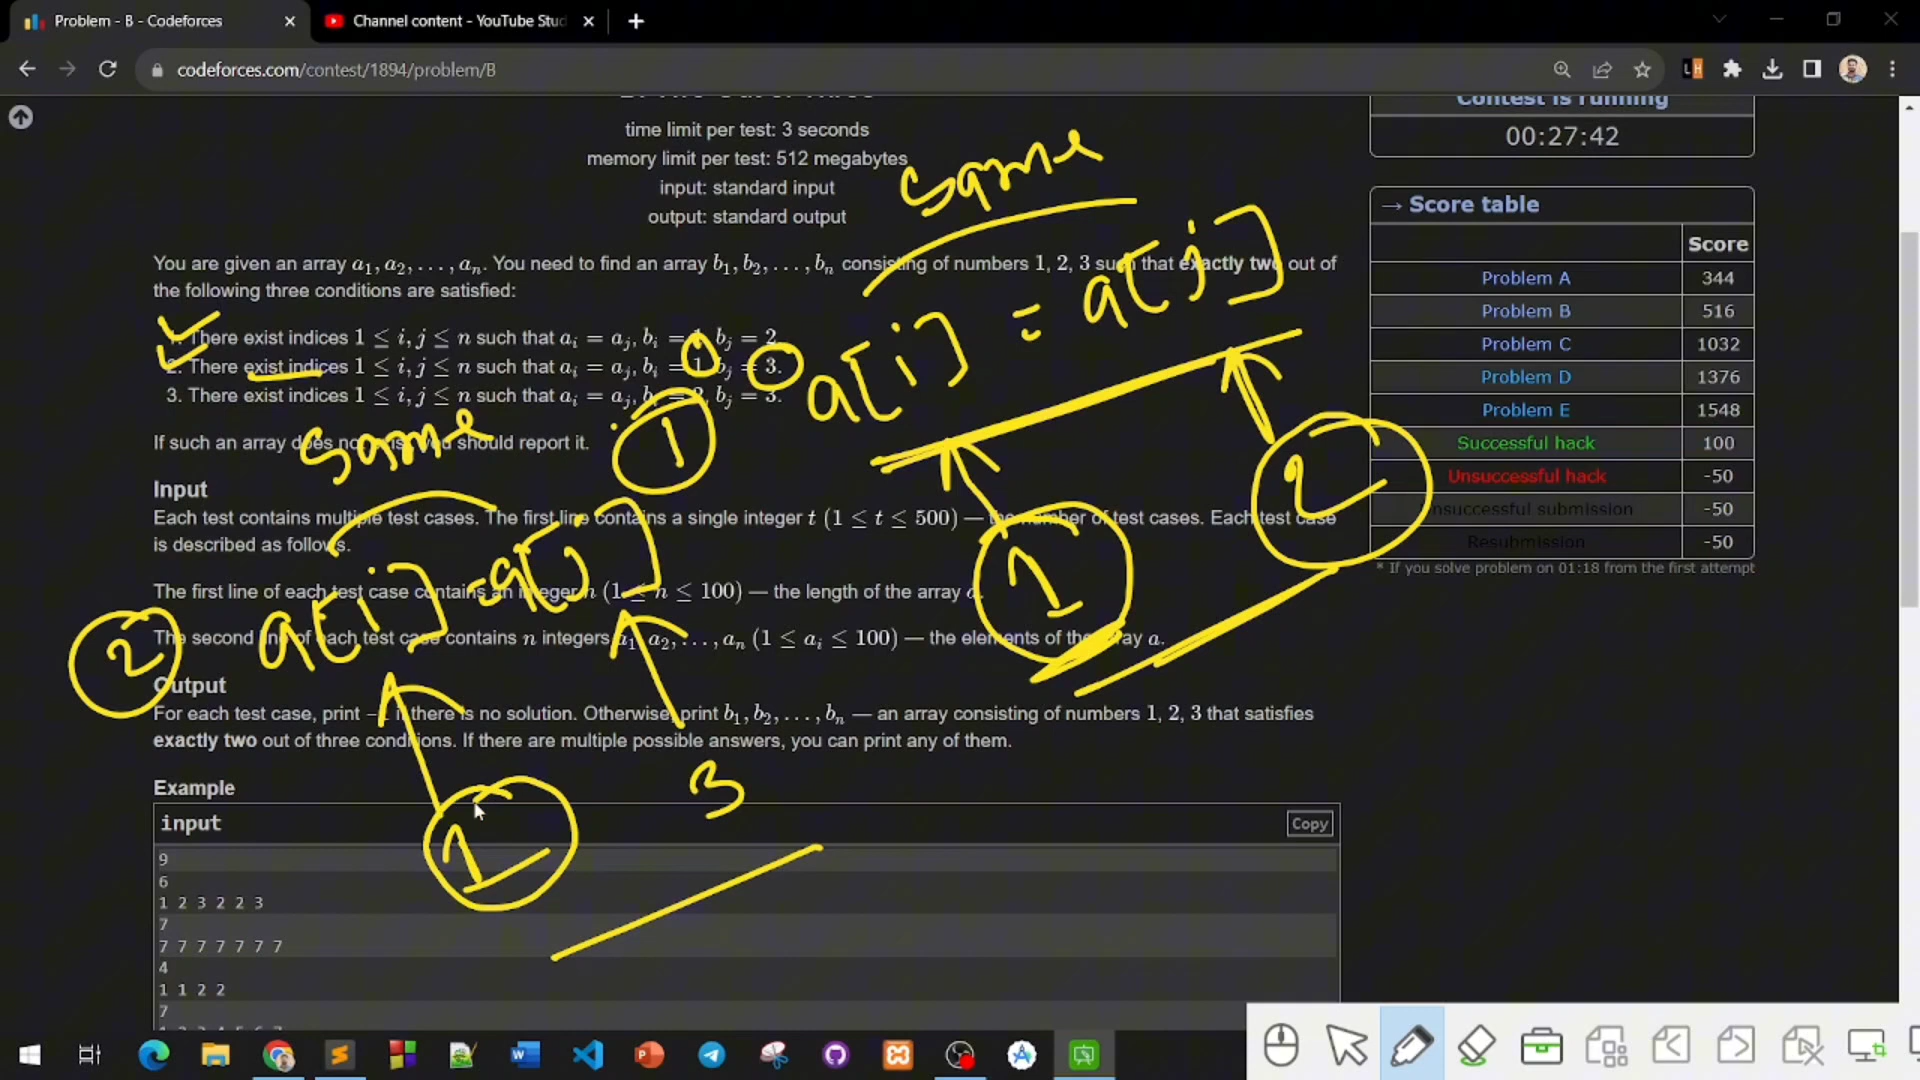 Problem - B - Codeforces
Channel content - YouTube Stud
codeforces.com/contest/1894/problem/B
time limit per test: 3 seconds
memory limit per test: 512 megabytes
input: standard input
output: standard output
same
You are given an array a₁, a₂, . . . , aₙ. You need to find an array b₁, b₂, . . . , bₙ consisting of numbers 1, 2, 3 such that exactly two out of
the following three conditions are satisfied:
1. There exist indices 1 ≤ i, j ≤ n such that aᵢ = aⱼ, bᵢ = 1, bⱼ = 2.
2. There exist indices 1 ≤ i, j ≤ n such that aᵢ = aⱼ, bᵢ = 1, bⱼ = 3.
3. There exist indices 1 ≤ i, j ≤ n such that aᵢ = aⱼ, bᵢ = 2, bⱼ = 3.
1 a[i] = a[j]
1 2
If such an array does not exist, you should report it.
same
Input
Each test contains multiple test cases. The first line contains a single integer t (1 ≤ t ≤ 500) — the number of test cases. Each test case
is described as follows.
2 a[i] = a[j]
1 3
The first line of each test case contains an integer n (1 ≤ n ≤ 100) — the length of the array a.
The second line of each test case contains n integers a₁, a₂, . . . , aₙ (1 ≤ aᵢ ≤ 100) — the elements of the array a.
Output
For each test case, print −1 if there is no solution. Otherwise, print b₁, b₂, . . . , bₙ — an array consisting of numbers 1, 2, 3 that satisfies
exactly two out of three conditions. If there are multiple possible answers, you can print any of them.
Example
input
Copy
9
6
1 2 3 2 2 3
7
7 7 7 7 7 7 7
4
1 1 2 2
7
Contest is running
00:27:42
→ Score table
Score
Problem A 344
Problem B 516
Problem C 1032
Problem D 1376
Problem E 1548
Successful hack 100
Unsuccessful hack -50
Unsuccessful submission -50
Resubmission -50
* If you solve problem on 01:18 from the first attempt